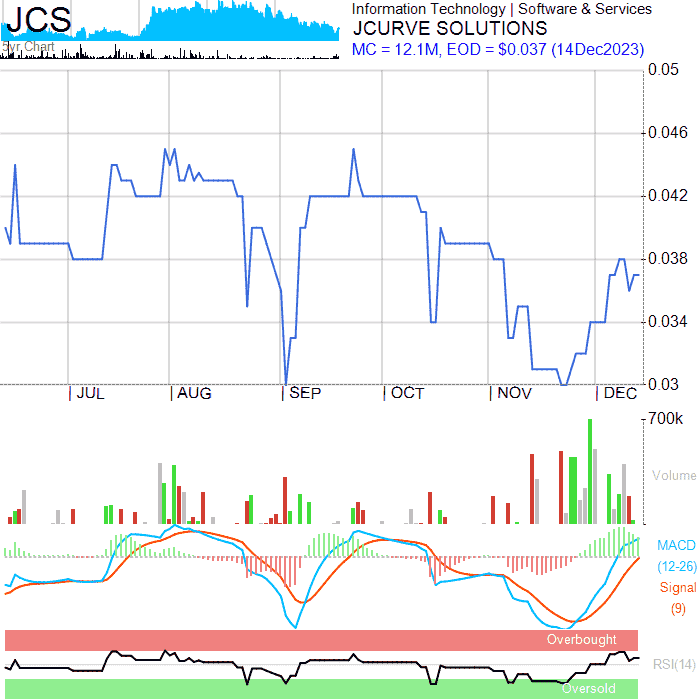 JCS
5yr.Chart
Information Technology | Software & Services
JCURVE SOLUTIONS
MC = 12.1M, EOD = $0.037 (14Dec2023)
0.05
0.046
0.042
0.038
0.034
0.03
JUL AUG SEP OCT NOV DEC
700k
Volume
MACD
(12-26)
Signal
(9)
Overbought
RSI(14)
Oversold